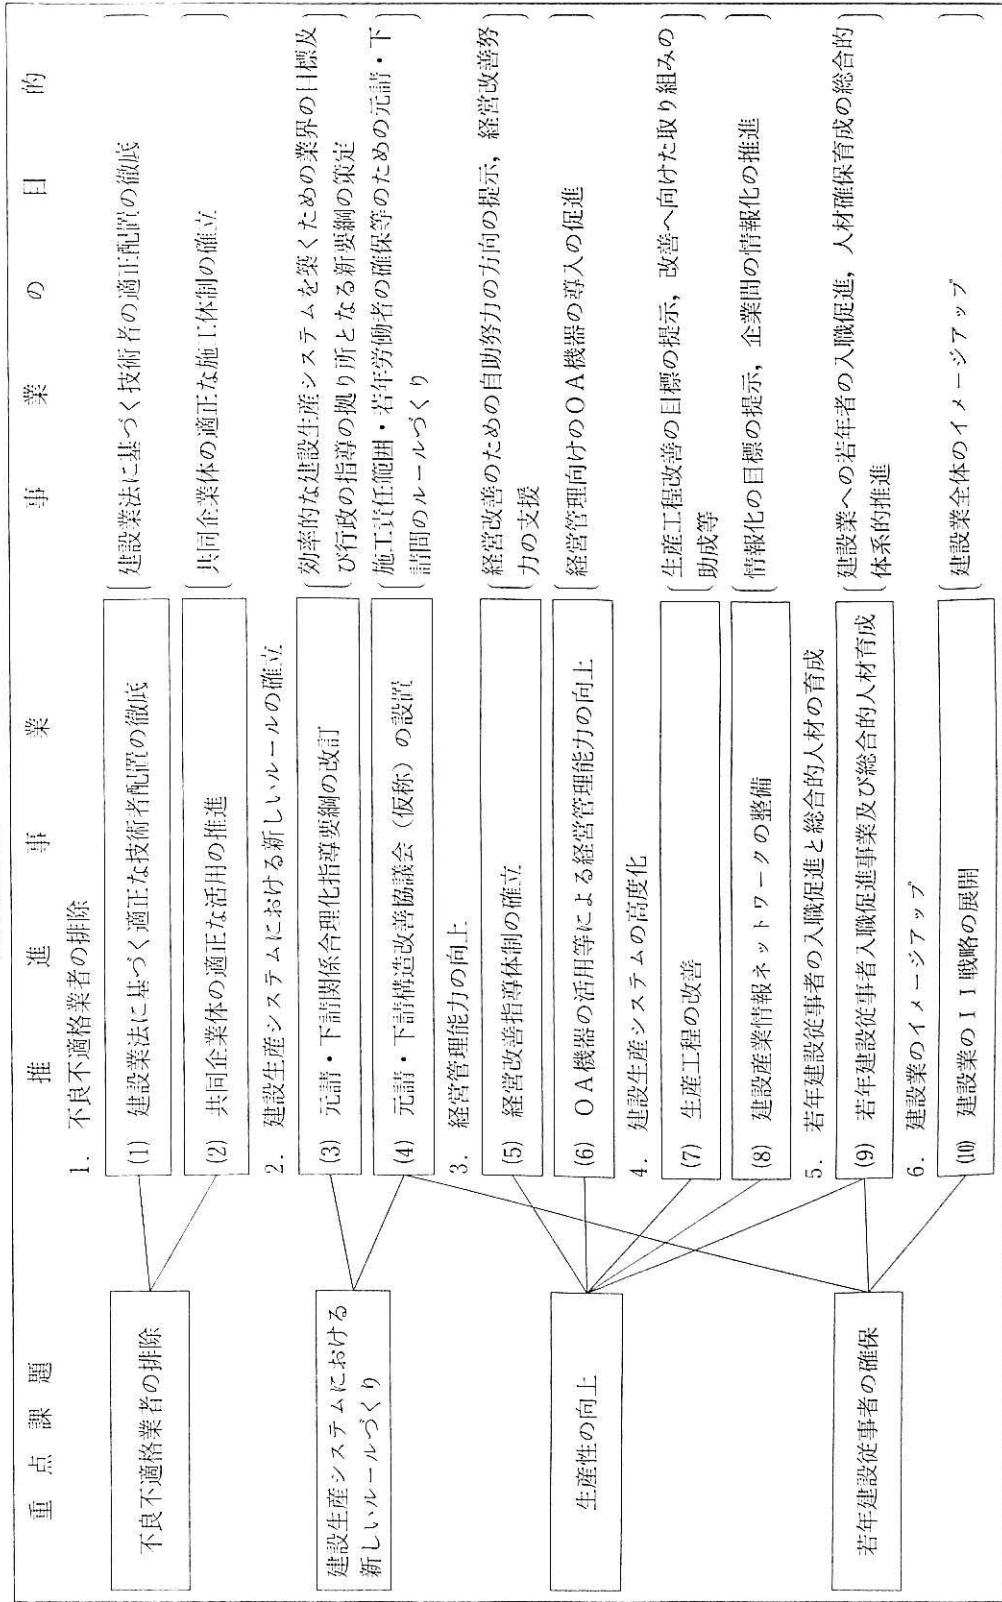 重点課題
推進事業
事業の目的
不良不適格業者の排除
建設生産システムにおける
新しいルールづくり
生産性の向上
若年建設従事者の確保
1. 不良不適格業者の排除
(1) 建設業法に基づく適正な技術者配置の徹底
建設業法に基づく技術者の適正配置の徹底
(2) 共同企業体の適正な活用の推進
共同企業体の適正な施工体制の確立
2. 建設生産システムにおける新しいルールの確立
(3) 元請・下請関係合理化指導要綱の改訂
効率的な建設生産システムを築くための業界の目標及
び行政の指導の拠り所となる新要綱の策定
(4) 元請・下請構造改善協議会(仮称)の設置
施工責任範囲・若年労働者の確保等のための元請・下
請間のルールづくり
3. 経営管理能力の向上
(5) 経営改善指導体制の確立
経営改善のための自助努力の方向の提示，経営改善努
力の支援
(6) OA機器の活用等による経営管理能力の向上
経営管理向けのOA機器の導入の促進
4. 建設生産システムの高度化
(7) 生産工程の改善
生産工程改善の目標の提示，改善へ向けた取り組みの
助成等
(8) 建設産業情報ネットワークの整備
情報化の目標の提示，企業間の情報化の推進
5. 若年建設従事者の入職促進と総合的人材の育成
(9) 若年建設従事者入職促進事業及び総合的人材育成
建設業への若年者の入職促進，人材確保育成の総合的
体系的推進
6. 建設業のイメージアップ
(10) 建設業のII戦略の展開
建設業全体のイメージアップ